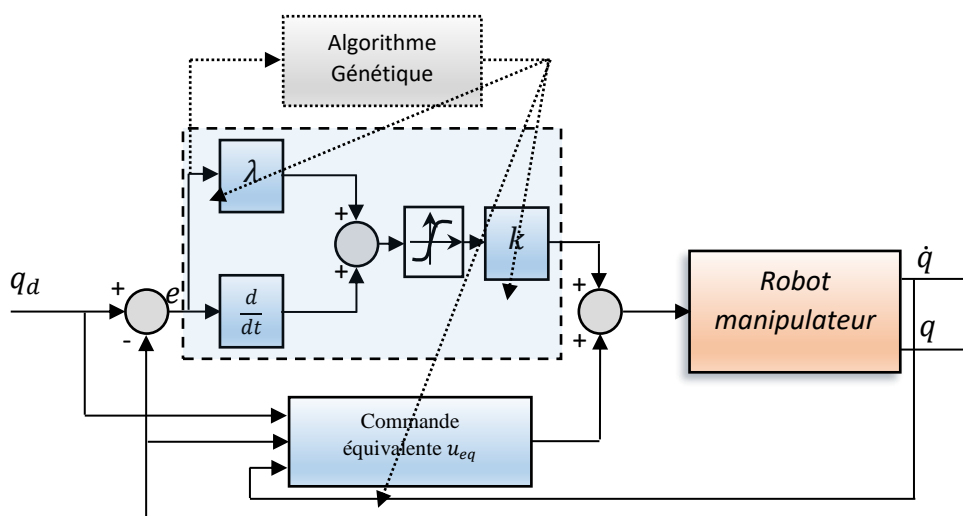 Algorithme
Génétique
λ
+
+
k
q_d
+
e
-
d
dt
+
+
Robot
manipulateur
q̇
q
Commande
équivalente u_eq